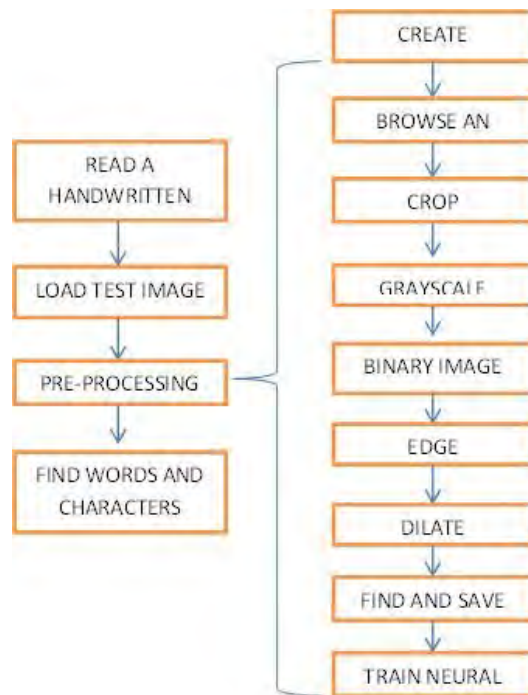 READ A
HANDWRITTEN
LOAD TEST IMAGE
PRE-PROCESSING
FIND WORDS AND
CHARACTERS
CREATE
BROWSE AN
CROP
GRAYSCALE
BINARY IMAGE
EDGE
DILATE
FIND AND SAVE
TRAIN NEURAL